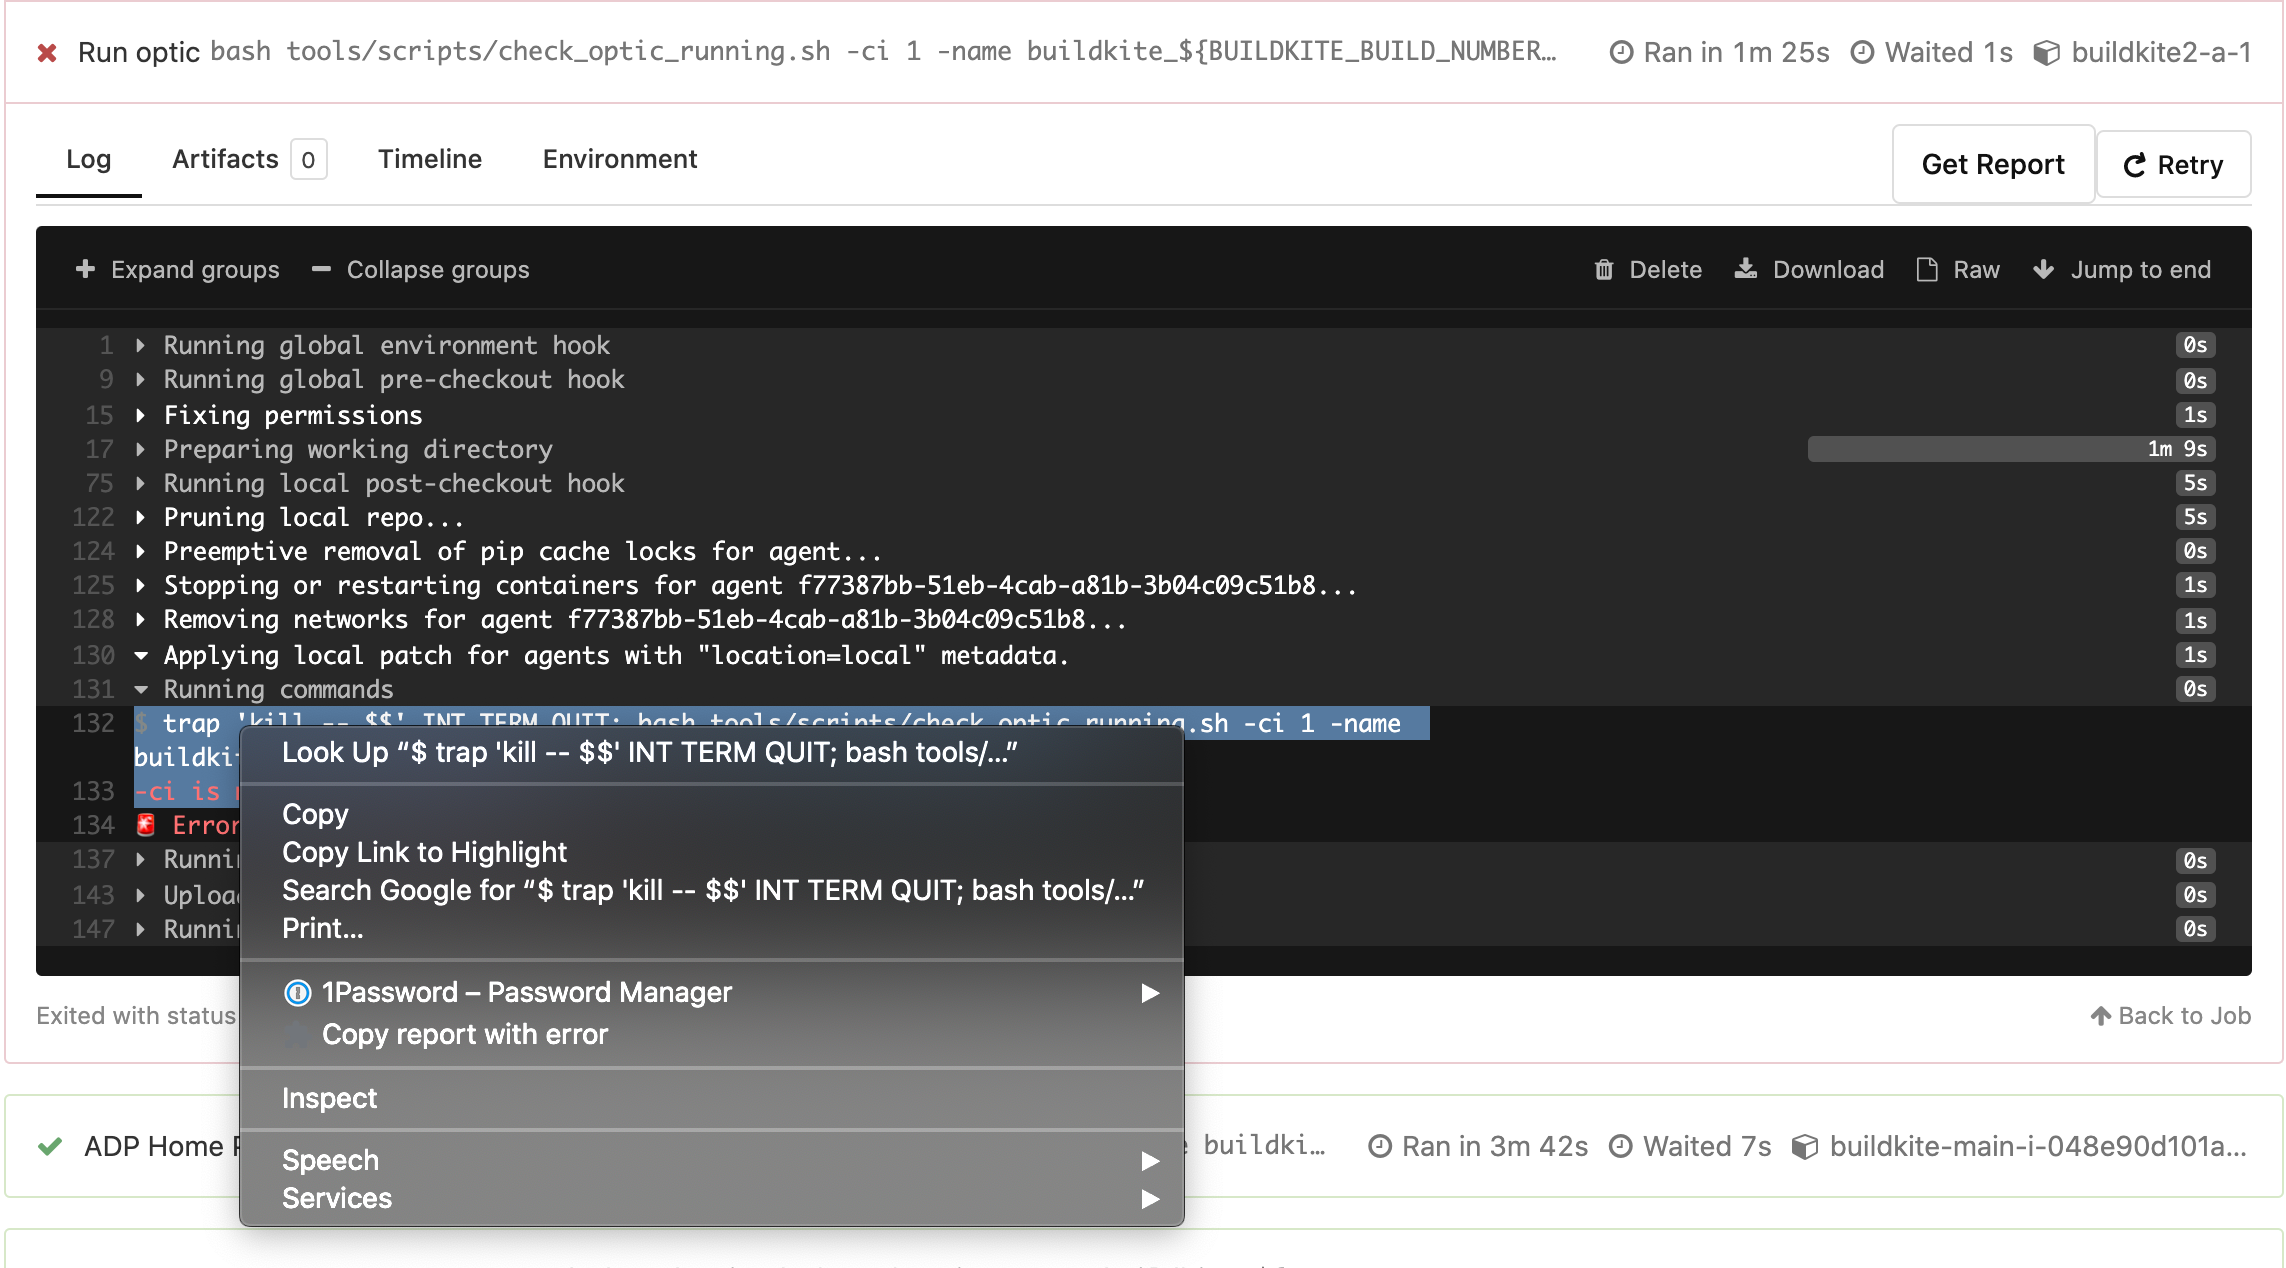 Run optic bash tools/scripts/check_optic_running.sh -ci 1 -name buildkite_${BUILDKITE_BUILD_NUMBER… Ran in 1m 25s Waited 1s buildkite2-a-1
Log Artifacts 0 Timeline Environment Get Report Retry
Expand groups Collapse groups Delete Download Raw Jump to end
1 Running global environment hook 0s
9 Running global pre-checkout hook 0s
15 Fixing permissions 1s
17 Preparing working directory 1m 9s
75 Running local post-checkout hook 5s
122 Pruning local repo... 5s
124 Preemptive removal of pip cache locks for agent... 0s
125 Stopping or restarting containers for agent f77387bb-51eb-4cab-a81b-3b04c09c51b8... 1s
128 Removing networks for agent f77387bb-51eb-4cab-a81b-3b04c09c51b8... 1s
130 Applying local patch for agents with "location=local" metadata. 1s
131 Running commands 0s
132 $ trap 'kill -- $$' INT TERM QUIT; bash tools/scripts/check_optic_running.sh -ci 1 -name
buildki
133 -ci is
134 Error
137 Runni 0s
143 Uploa 0s
147 Runni 0s
Look Up “$ trap 'kill -- $$' INT TERM QUIT; bash tools/...”
Copy
Copy Link to Highlight
Search Google for “$ trap 'kill -- $$' INT TERM QUIT; bash tools/...”
Print...
1Password – Password Manager
Copy report with error
Inspect
Speech
Services
Exited with status Back to Job
ADP Home buildki… Ran in 3m 42s Waited 7s buildkite-main-i-048e90d101a...